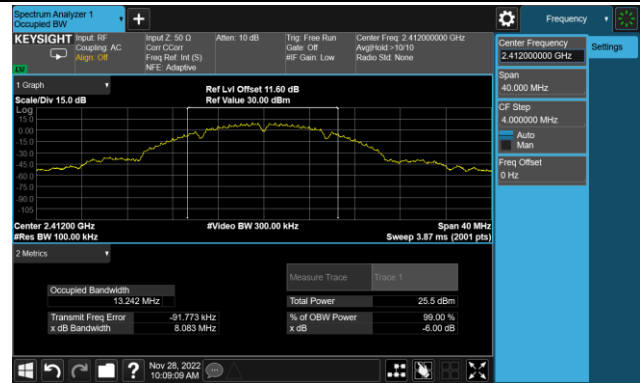 Spectrum Analyzer 1
Occupied BW
Frequency
KEYSIGHT
Input: RF
Coupling: AC
Align: Off
Input Z: 50 Ω
Corr CCorr
Freq Ref: Int (S)
NFE: Adaptive
Atten: 10 dB
Trig: Free Run
Gate: Off
#IF Gain: Low
Center Freq: 2.412000000 GHz
Avg|Hold:>10/10
Radio Std: None
Center Frequency
2.412000000 GHz
Settings
Span
40.000 MHz
CF Step
4.000000 MHz
Auto
Man
Freq Offset
0 Hz
1 Graph
Scale/Div 15.0 dB
Ref Lvl Offset 11.60 dB
Ref Value 30.00 dBm
Log
15.0
0.00
-15.0
-30.0
-45.0
-60.0
-75.0
-90.0
-105
Center 2.41200 GHz
#Res BW 100.00 kHz
#Video BW 300.00 kHz
Span 40 MHz
Sweep 3.87 ms (2001 pts)
2 Metrics
Measure Trace
Trace 1
Occupied Bandwidth
13.242 MHz
Total Power
25.5 dBm
Transmit Freq Error
-91.773 kHz
% of OBW Power
99.00 %
x dB Bandwidth
8.083 MHz
x dB
-6.00 dB
Nov 28, 2022
10:09:09 AM